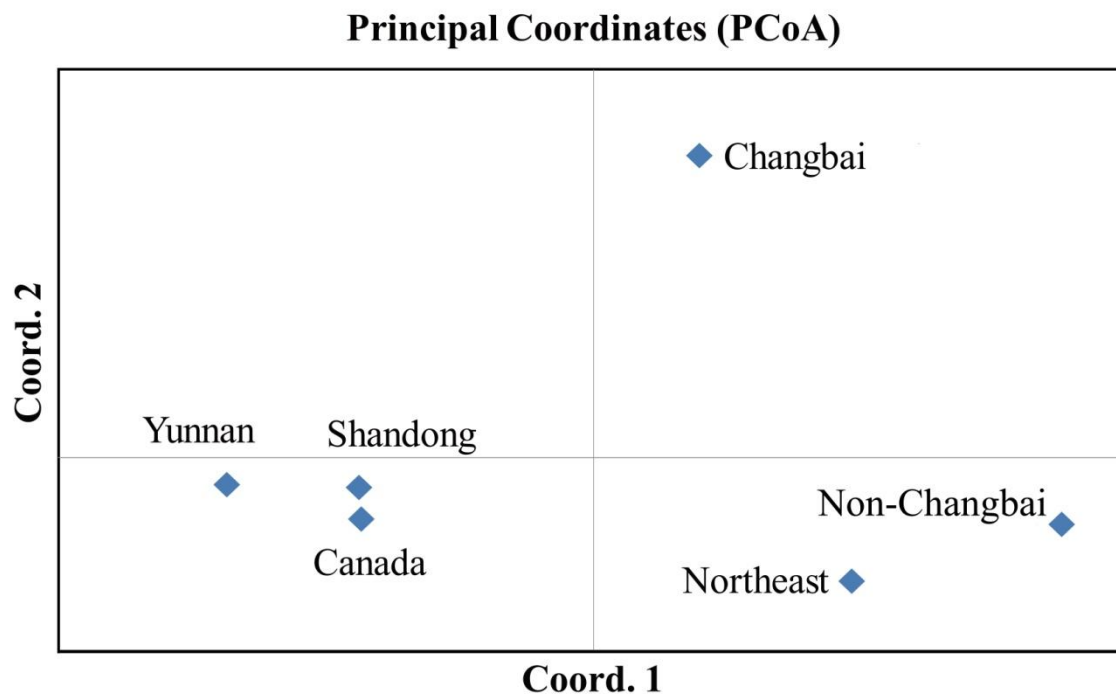 Principal Coordinates (PCoA)
Changbai
Coord. 2
Yunnan
Shandong
Canada
Non-Changbai
Northeast
Coord. 1